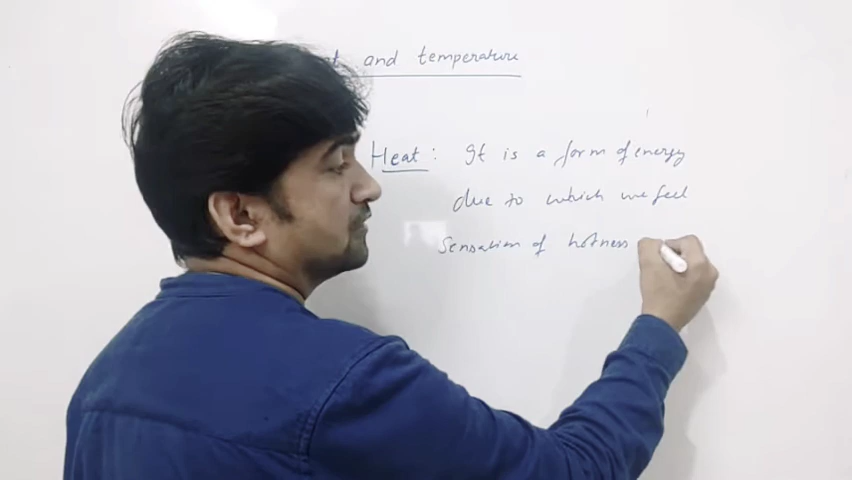 and temperature
Heat: It is a form of energy
due to which we feel
Sensation of hotness